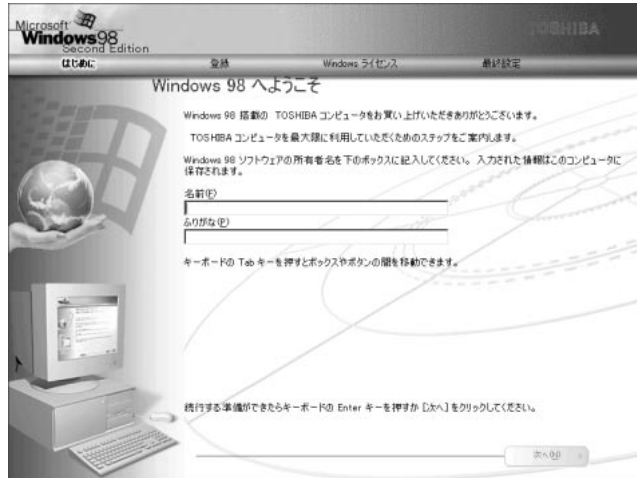 Microsoft
Windows98
Second Edition
TOSHIBA
はじめに 登録 Windows ライセンス 最終設定
Windows 98 へようこそ
Windows 98 搭載の TOSHIBA コンピュータをお買い上げいただきありがとうございます。
TOSHIBA コンピュータを最大限に利用していただくためのステップをご案内します。
Windows 98 ソフトウェアの所有者名を下のボックスに記入してください。 入力された情報はこのコンピュータに
保存されます。
名前(F)
ふりがな(P)
キーボードの Tab キーを押すとボックスやボタンの間を移動できます。
続行する準備ができたらキーボードの Enter キーを押すか [次へ] をクリックしてください。
次へ(N)